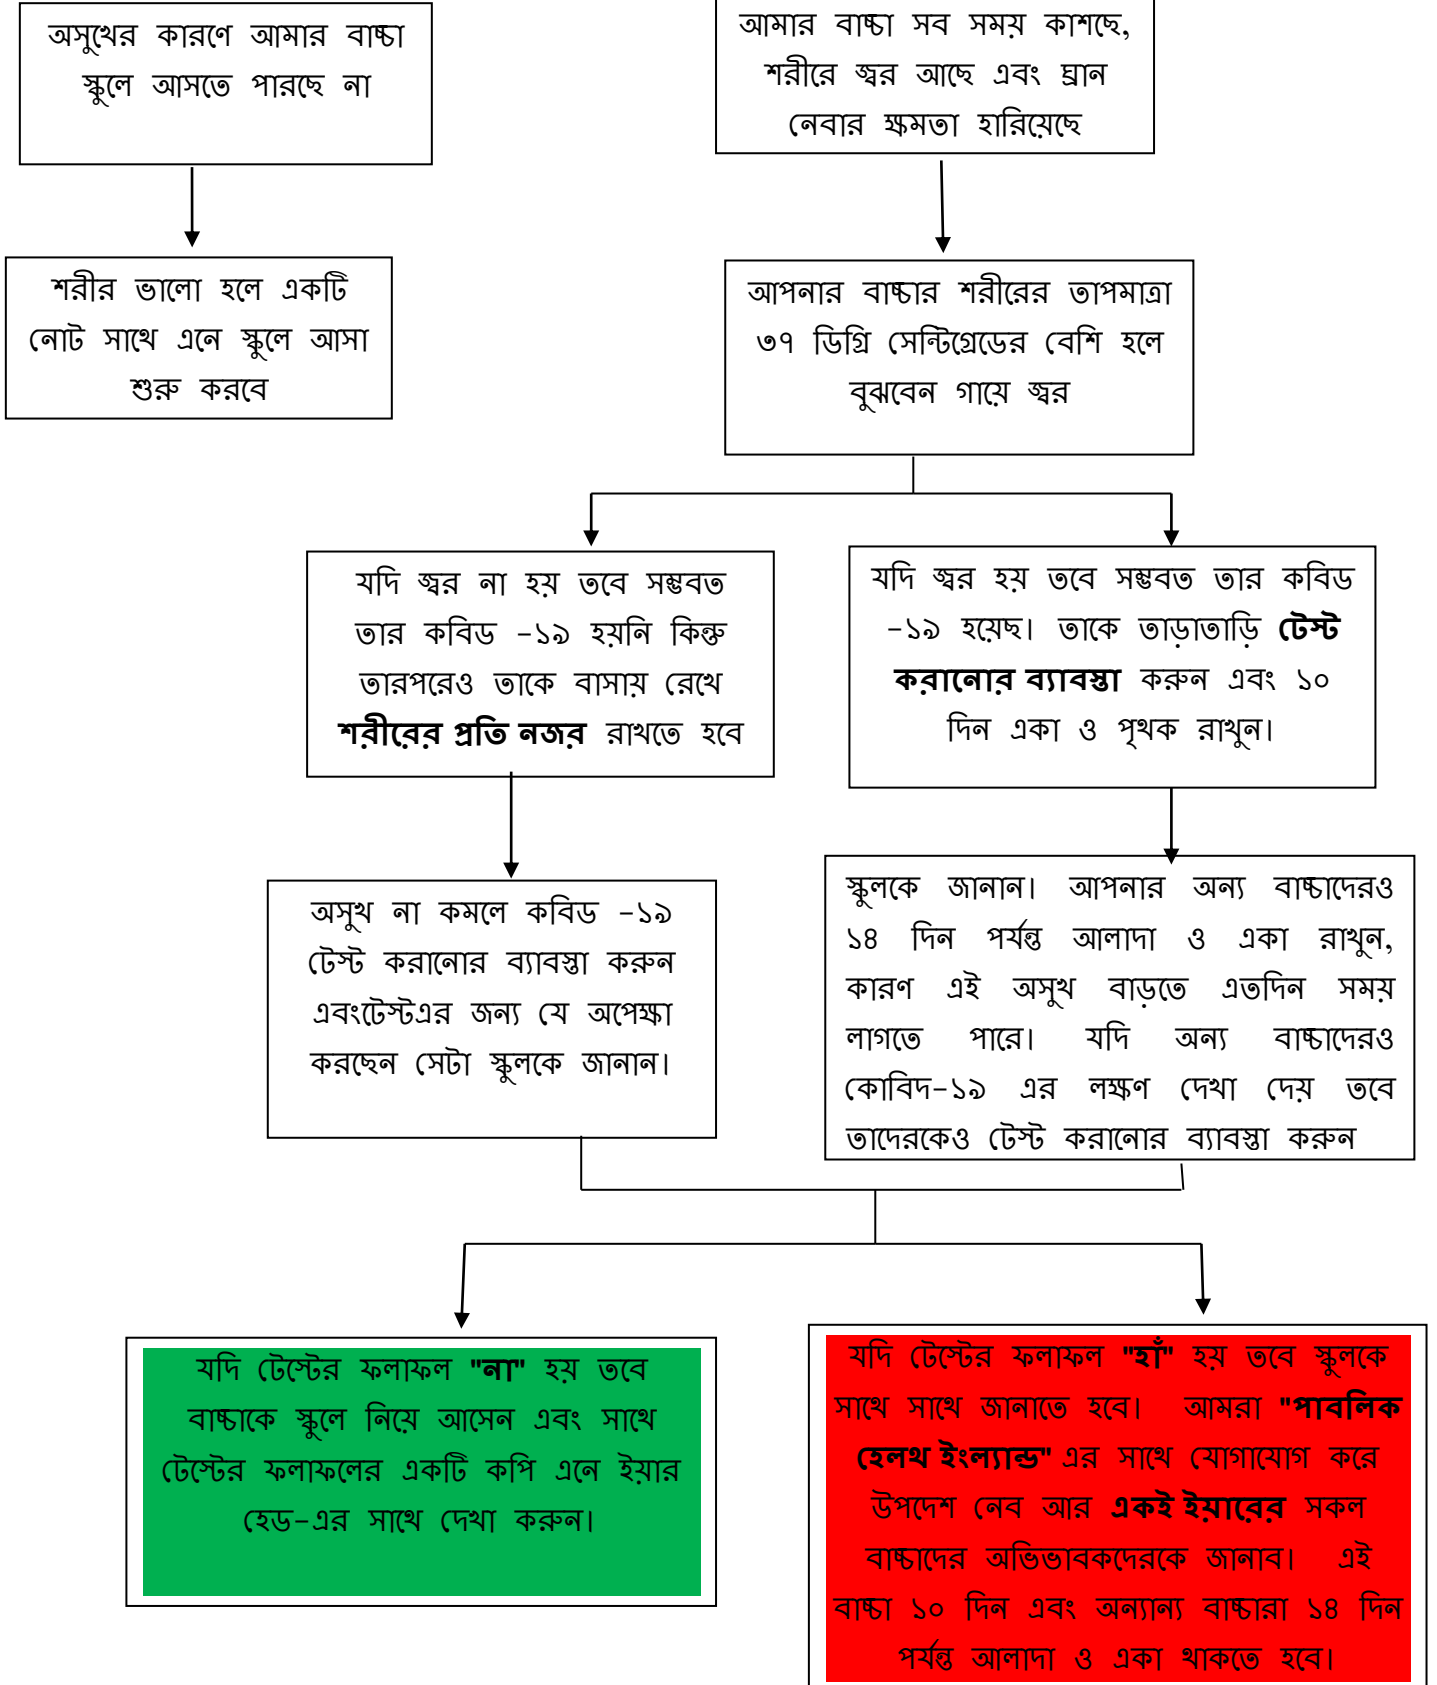 অসুখের কারণে আমার বাচ্চা
স্কুলে আসতে পারছে না
আমার বাচ্চা সব সময় কাশছে,
শরীরে জ্বর আছে এবং ঘ্রান
নেবার ক্ষমতা হারিয়েছে
শরীর ভালো হলে একটি
নোট সাথে এনে স্কুলে আসা
শুরু করবে
আপনার বাচ্চার শরীরের তাপমাত্রা
৩৭ ডিগ্রি সেন্টিগ্রেডের বেশি হলে
বুঝবেন গায়ে জ্বর
যদি জ্বর না হয় তবে সম্ভবত
তার কবিড -১৯ হয়নি কিন্তু
তারপরেও তাকে বাসায় রেখে
শরীরের প্রতি নজর রাখতে হবে
যদি জ্বর হয় তবে সম্ভবত তার কবিড
-১৯ হয়েছ। তাকে তাড়াতাড়ি টেস্ট
করানোর ব্যাবস্তা করুন এবং ১০
দিন একা ও পৃথক রাখুন।
অসুখ না কমলে কবিড -১৯
টেস্ট করানোর ব্যাবস্তা করুন
এবংটেস্টএর জন্য যে অপেক্ষা
করছেন সেটা স্কুলকে জানান।
স্কুলকে জানান। আপনার অন্য বাচ্চাদেরও
১৪ দিন পর্যন্ত আলাদা ও একা রাখুন,
কারণ এই অসুখ বাড়তে এতদিন সময়
লাগতে পারে। যদি অন্য বাচ্চাদেরও
কোবিদ-১৯ এর লক্ষণ দেখা দেয় তবে
তাদেরকেও টেস্ট করানোর ব্যাবস্তা করুন
যদি টেস্টের ফলাফল "না" হয় তবে
বাচ্চাকে স্কুলে নিয়ে আসেন এবং সাথে
টেস্টের ফলাফলের একটি কপি এনে ইয়ার
হেড-এর সাথে দেখা করুন।
যদি টেস্টের ফলাফল "হাঁ" হয় তবে স্কুলকে
সাথে সাথে জানাতে হবে। আমরা "পাবলিক
হেলথ ইংল্যান্ড" এর সাথে যোগাযোগ করে
উপদেশ নেব আর একই ইয়ারের সকল
বাচ্চাদের অভিভাবকদেরকে জানাব। এই
বাচ্চা ১০ দিন এবং অন্যান্য বাচ্চারা ১৪ দিন
পর্যন্ত আলাদা ও একা থাকতে হবে।